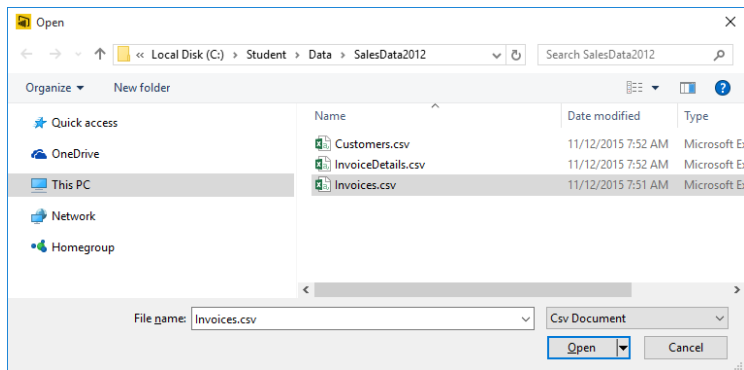 Open
« Local Disk (C:) > Student > Data > SalesData2012
Search SalesData2012
Organize
New folder
Quick access
OneDrive
This PC
Network
Homegroup
Name Date modified Type
Customers.csv 11/12/2015 7:52 AM Microsoft Ex
InvoiceDetails.csv 11/12/2015 7:52 AM Microsoft Ex
Invoices.csv 11/12/2015 7:51 AM Microsoft Ex
File name: Invoices.csv
Csv Document
Open Cancel